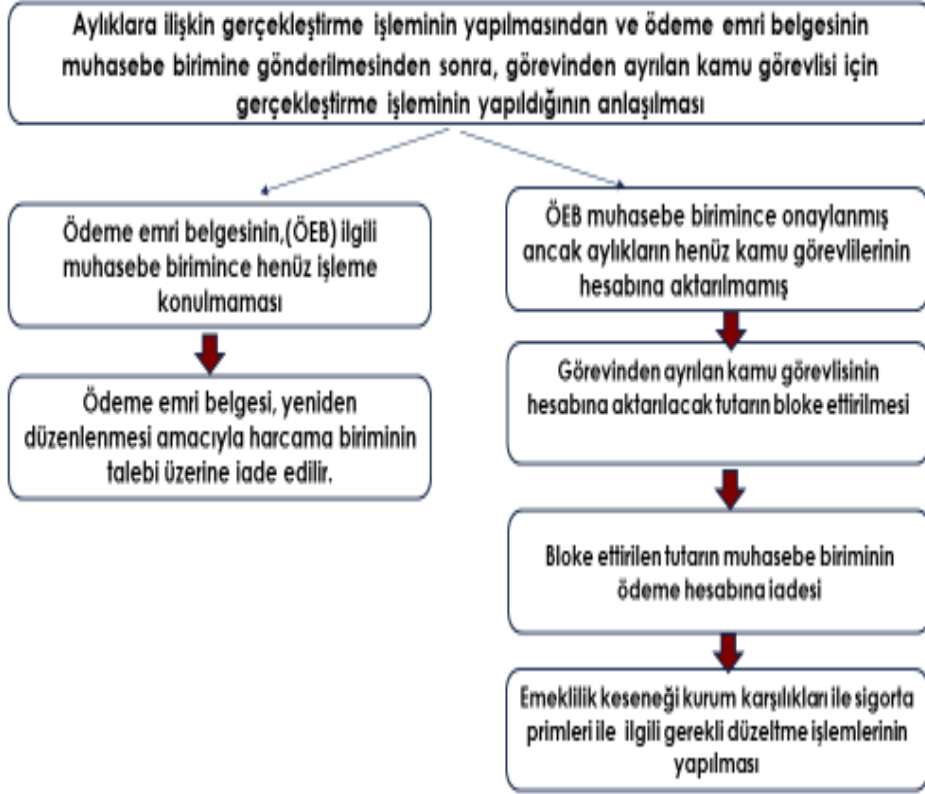 Aylıklara ilişkin gerçekleştirme işleminin yapılmasından ve ödeme emri belgesinin
muhasebe birimine gönderilmesinden sonra, görevinden ayrılan kamu görevlisi için
gerçekleştirme işleminin yapıldığının anlaşılması
Ödeme emri belgesinin,(ÖEB) ilgili
muhasebe birimince henüz işleme
konulmaması
Ödeme emri belgesi, yeniden
düzenlenmesi amacıyla harcama biriminin
talebi üzerine iade edilir.
ÖEB muhasebe birimince onaylanmış
ancak aylıkların henüz kamu görevlilerinin
hesabına aktarılmamış
Görevinden ayrılan kamu görevlisinin
hesabına aktarılacak tutarın bloke ettirilmesi
Bloke ettirilen tutarın muhasebe biriminin
ödeme hesabına iadesi
Emeklilik keseneği kurum karşılıkları ile sigorta
primleri ile ilgili gerekli düzeltme işlemlerinin
yapılması